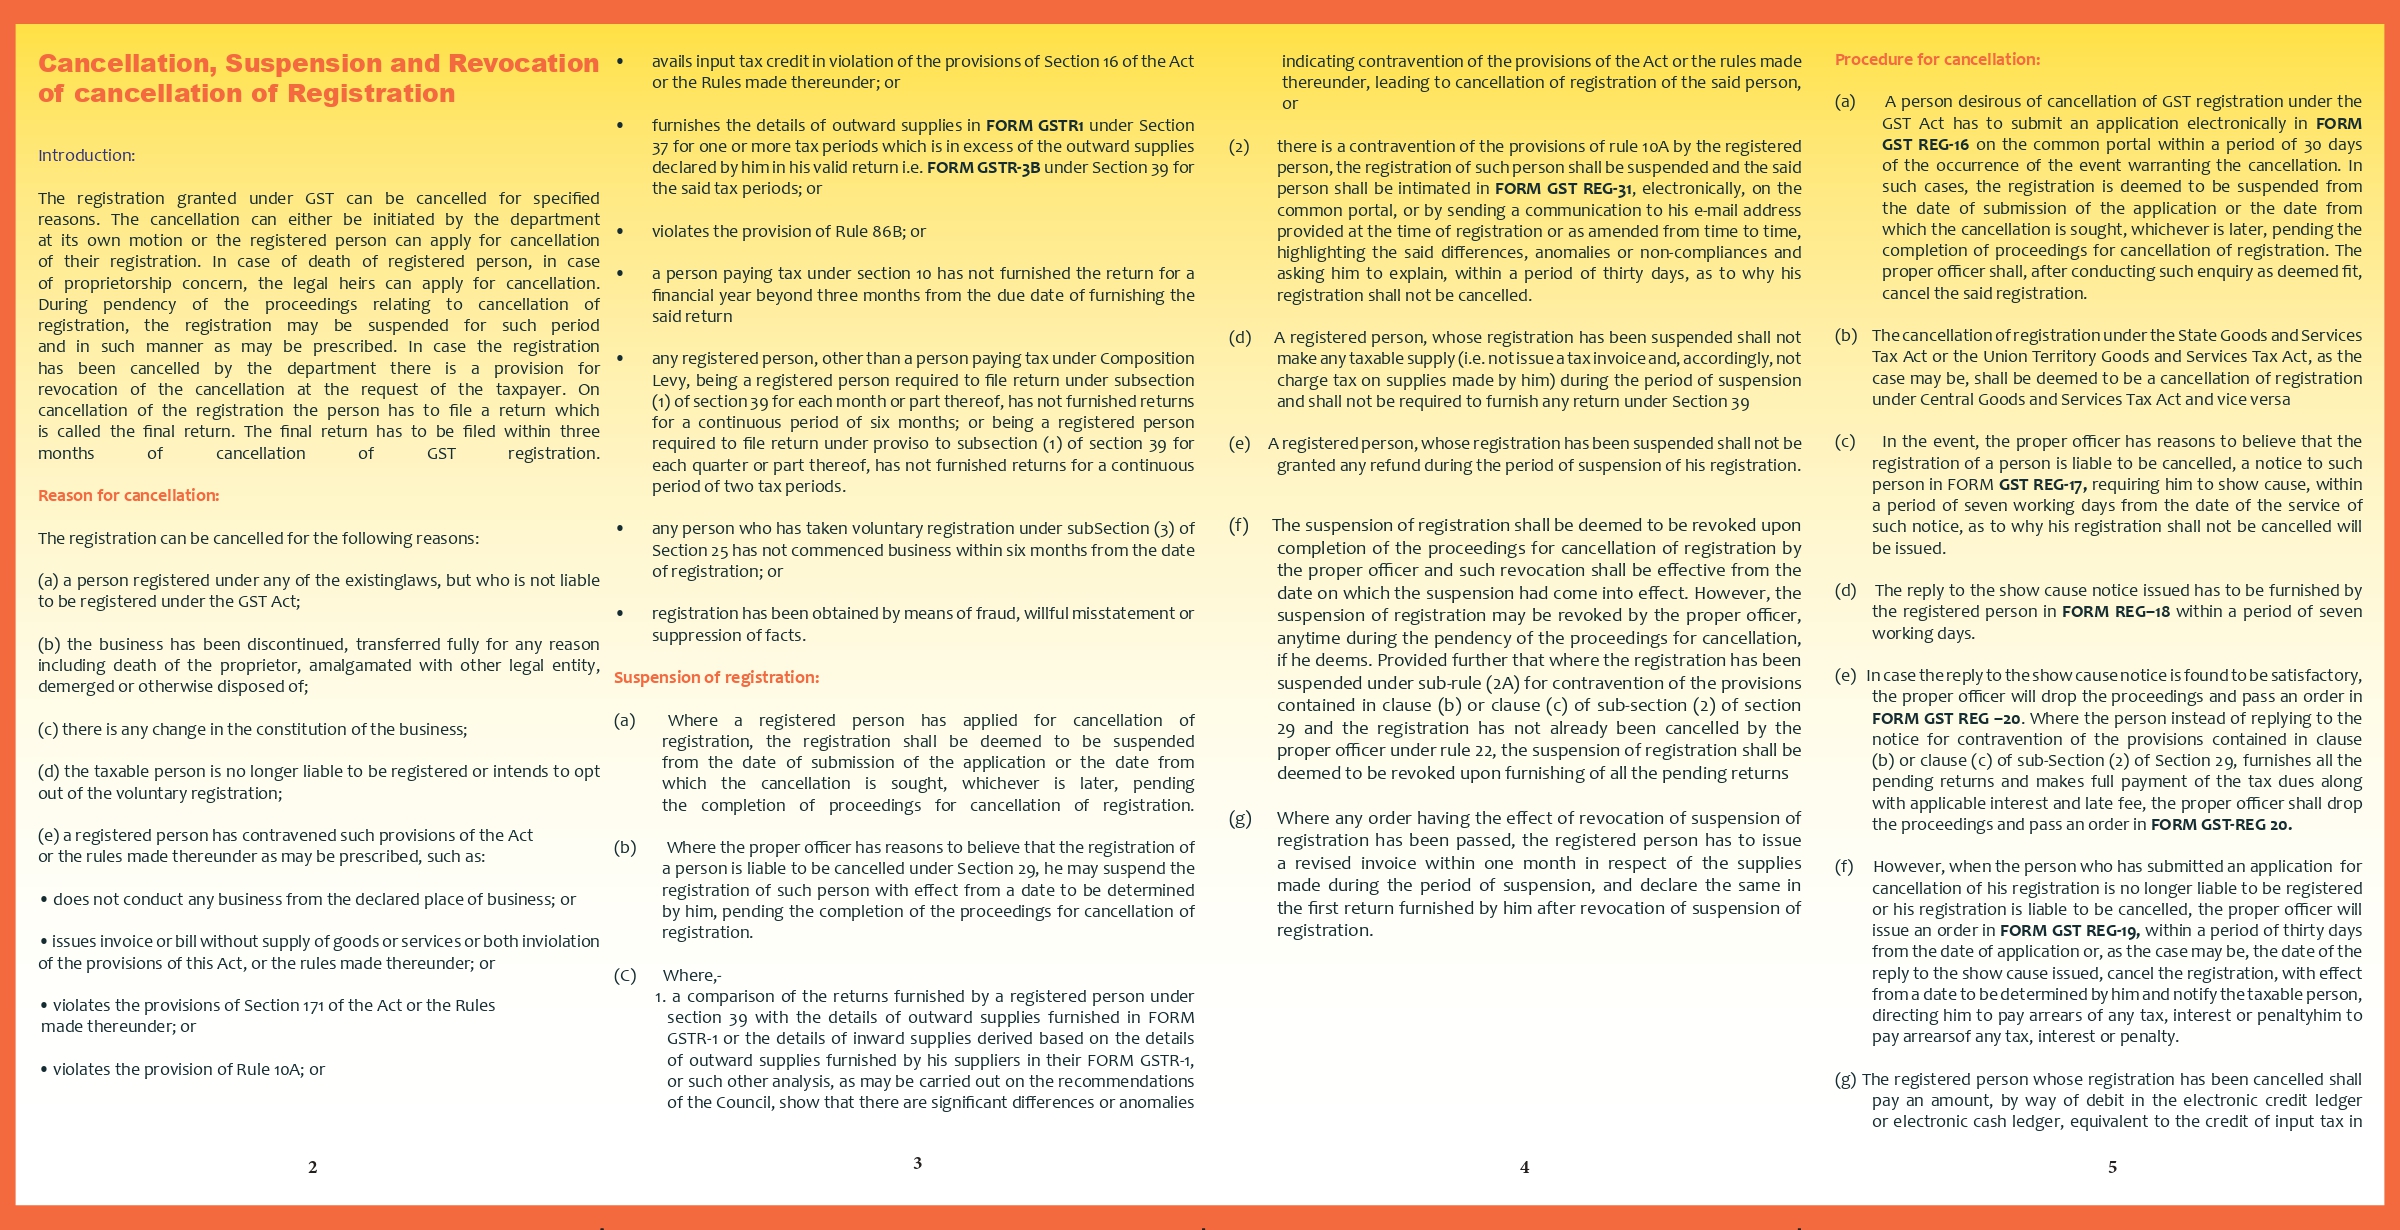 Cancellation, Suspension and Revocation
of cancellation of Registration
Introduction:
The registration granted under GST can be cancelled for specified
reasons. The cancellation can either be initiated by the department
at its own motion or the registered person can apply for cancellation
of their registration. In case of death of registered person, in case
of proprietorship concern, the legal heirs can apply for cancellation.
During pendency of the proceedings relating to cancellation of
registration, the registration may be suspended for such period
and in such manner as may be prescribed. In case the registration
has been cancelled by the department there is a provision for
revocation of the cancellation at the request of the taxpayer. On
cancellation of the registration the person has to file a return which
is called the final return. The final return has to be filed within three
months of cancellation of GST registration.
Reason for cancellation:
The registration can be cancelled for the following reasons:
(a) a person registered under any of the existinglaws, but who is not liable
to be registered under the GST Act;
(b) the business has been discontinued, transferred fully for any reason
including death of the proprietor, amalgamated with other legal entity,
demerged or otherwise disposed of;
(c) there is any change in the constitution of the business;
(d) the taxable person is no longer liable to be registered or intends to opt
out of the voluntary registration;
(e) a registered person has contravened such provisions of the Act
or the rules made thereunder as may be prescribed, such as:
• does not conduct any business from the declared place of business; or
• issues invoice or bill without supply of goods or services or both inviolation
of the provisions of this Act, or the rules made thereunder; or
• violates the provisions of Section 171 of the Act or the Rules
made thereunder; or
• violates the provision of Rule 10A; or
2
• avails input tax credit in violation of the provisions of Section 16 of the Act
or the Rules made thereunder; or
• furnishes the details of outward supplies in FORM GSTR1 under Section
37 for one or more tax periods which is in excess of the outward supplies
declared by him in his valid return i.e. FORM GSTR-3B under Section 39 for
the said tax periods; or
• violates the provision of Rule 86B; or
• a person paying tax under section 10 has not furnished the return for a
financial year beyond three months from the due date of furnishing the
said return
• any registered person, other than a person paying tax under Composition
Levy, being a registered person required to file return under subsection
(1) of section 39 for each month or part thereof, has not furnished returns
for a continuous period of six months; or being a registered person
required to file return under proviso to subsection (1) of section 39 for
each quarter or part thereof, has not furnished returns for a continuous
period of two tax periods.
• any person who has taken voluntary registration under subSection (3) of
Section 25 has not commenced business within six months from the date
of registration; or
• registration has been obtained by means of fraud, willful misstatement or
suppression of facts.
Suspension of registration:
(a) Where a registered person has applied for cancellation of
registration, the registration shall be deemed to be suspended
from the date of submission of the application or the date from
which the cancellation is sought, whichever is later, pending
the completion of proceedings for cancellation of registration.
(b) Where the proper officer has reasons to believe that the registration of
a person is liable to be cancelled under Section 29, he may suspend the
registration of such person with effect from a date to be determined
by him, pending the completion of the proceedings for cancellation of
registration.
(C) Where,-
1. a comparison of the returns furnished by a registered person under
section 39 with the details of outward supplies furnished in FORM
GSTR-1 or the details of inward supplies derived based on the details
of outward supplies furnished by his suppliers in their FORM GSTR-1,
or such other analysis, as may be carried out on the recommendations
of the Council, show that there are significant differences or anomalies
3
indicating contravention of the provisions of the Act or the rules made
thereunder, leading to cancellation of registration of the said person,
or
(2) there is a contravention of the provisions of rule 10A by the registered
person, the registration of such person shall be suspended and the said
person shall be intimated in FORM GST REG-31, electronically, on the
common portal, or by sending a communication to his e-mail address
provided at the time of registration or as amended from time to time,
highlighting the said differences, anomalies or non-compliances and
asking him to explain, within a period of thirty days, as to why his
registration shall not be cancelled.
(d) A registered person, whose registration has been suspended shall not
make any taxable supply (i.e. not issue a tax invoice and, accordingly, not
charge tax on supplies made by him) during the period of suspension
and shall not be required to furnish any return under Section 39
(e) A registered person, whose registration has been suspended shall not be
granted any refund during the period of suspension of his registration.
(f) The suspension of registration shall be deemed to be revoked upon
completion of the proceedings for cancellation of registration by
the proper officer and such revocation shall be effective from the
date on which the suspension had come into effect. However, the
suspension of registration may be revoked by the proper officer,
anytime during the pendency of the proceedings for cancellation,
if he deems. Provided further that where the registration has been
suspended under sub-rule (2A) for contravention of the provisions
contained in clause (b) or clause (c) of sub-section (2) of section
29 and the registration has not already been cancelled by the
proper officer under rule 22, the suspension of registration shall be
deemed to be revoked upon furnishing of all the pending returns
(g) Where any order having the effect of revocation of suspension of
registration has been passed, the registered person has to issue
a revised invoice within one month in respect of the supplies
made during the period of suspension, and declare the same in
the first return furnished by him after revocation of suspension of
registration.
4
Procedure for cancellation:
(a) A person desirous of cancellation of GST registration under the
GST Act has to submit an application electronically in FORM
GST REG-16 on the common portal within a period of 30 days
of the occurrence of the event warranting the cancellation. In
such cases, the registration is deemed to be suspended from
the date of submission of the application or the date from
which the cancellation is sought, whichever is later, pending the
completion of proceedings for cancellation of registration. The
proper officer shall, after conducting such enquiry as deemed fit,
cancel the said registration.
(b) The cancellation of registration under the State Goods and Services
Tax Act or the Union Territory Goods and Services Tax Act, as the
case may be, shall be deemed to be a cancellation of registration
under Central Goods and Services Tax Act and vice versa
(c) In the event, the proper officer has reasons to believe that the
registration of a person is liable to be cancelled, a notice to such
person in FORM GST REG-17, requiring him to show cause, within
a period of seven working days from the date of the service of
such notice, as to why his registration shall not be cancelled will
be issued.
(d) The reply to the show cause notice issued has to be furnished by
the registered person in FORM REG–18 within a period of seven
working days.
(e) In case the reply to the show cause notice is found to be satisfactory,
the proper officer will drop the proceedings and pass an order in
FORM GST REG –20. Where the person instead of replying to the
notice for contravention of the provisions contained in clause
(b) or clause (c) of sub-Section (2) of Section 29, furnishes all the
pending returns and makes full payment of the tax dues along
with applicable interest and late fee, the proper officer shall drop
the proceedings and pass an order in FORM GST-REG 20.
(f) However, when the person who has submitted an application for
cancellation of his registration is no longer liable to be registered
or his registration is liable to be cancelled, the proper officer will
issue an order in FORM GST REG-19, within a period of thirty days
from the date of application or, as the case may be, the date of the
reply to the show cause issued, cancel the registration, with effect
from a date to be determined by him and notify the taxable person,
directing him to pay arrears of any tax, interest or penaltyhim to
pay arrearsof any tax, interest or penalty.
(g) The registered person whose registration has been cancelled shall
pay an amount, by way of debit in the electronic credit ledger
or electronic cash ledger, equivalent to the credit of input tax in
5